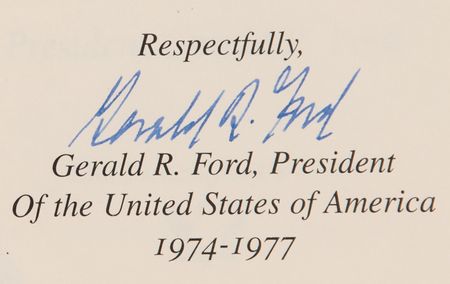 Respectfully,
Gerald R. Ford
Gerald R. Ford, President
Of the United States of America
1974-1977